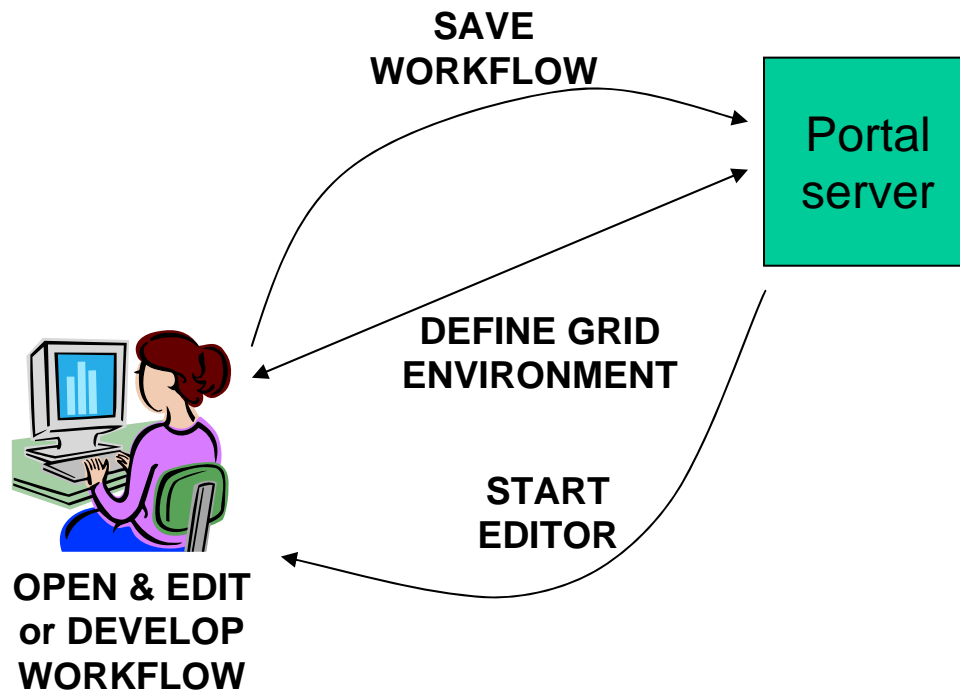 SAVE
WORKFLOW
Portal
server
DEFINE GRID
ENVIRONMENT
START
EDITOR
OPEN & EDIT
or DEVELOP
WORKFLOW